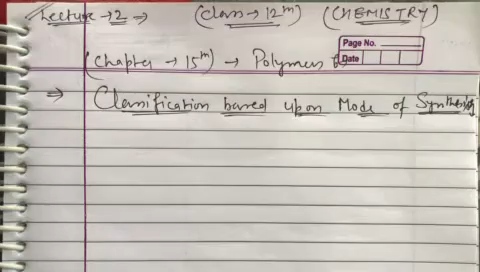 Lecture → 2 ⇒ (Class → 12th) (CHEMISTRY)
Page No.
(Chapter → 15th) → Polymers
Date
⇒ Classification based upon Mode of Synthesis